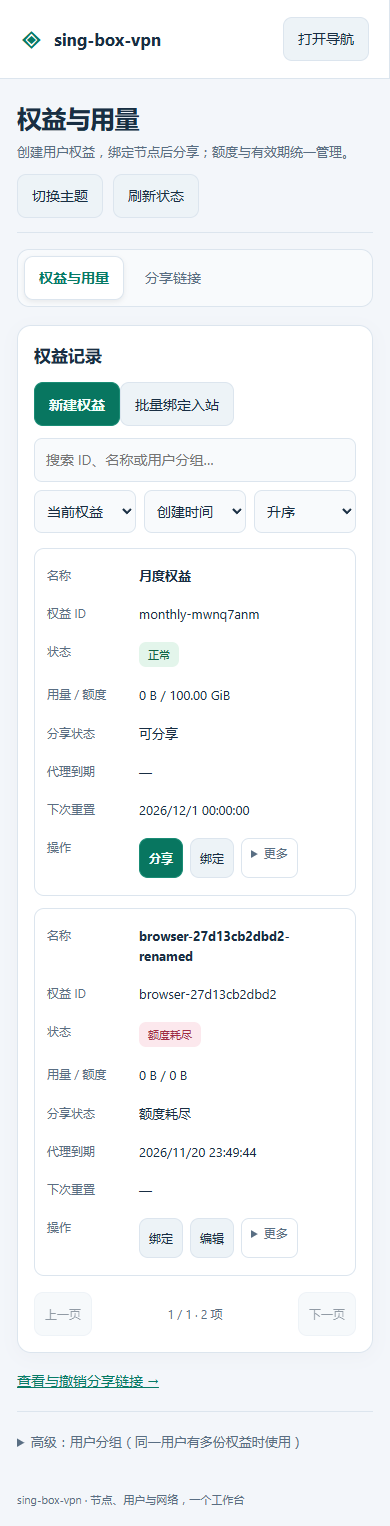 sing-box-vpn
打开导航
权益与用量
创建用户权益，绑定节点后分享；额度与有效期统一管理。
切换主题
刷新状态
权益与用量
分享链接
权益记录
新建权益
批量绑定入站
搜索 ID、名称或用户分组...
当前权益
创建时间
升序
名称
月度权益
权益 ID
monthly-mwnq7anm
状态
正常
用量 / 额度
0 B / 100.00 GiB
分享状态
可分享
代理到期
—
下次重置
2026/12/1 00:00:00
操作
分享
绑定
▶ 更多
名称
browser-27d13cb2dbd2-
renamed
权益 ID
browser-27d13cb2dbd2
状态
额度耗尽
用量 / 额度
0 B / 0 B
分享状态
额度耗尽
代理到期
2026/11/20 23:49:44
下次重置
—
操作
绑定
编辑
▶ 更多
上一页
1 / 1 · 2 项
下一页
查看与撤销分享链接 →
▶ 高级：用户分组（同一用户有多份权益时使用）
sing-box-vpn · 节点、用户与网络，一个工作台